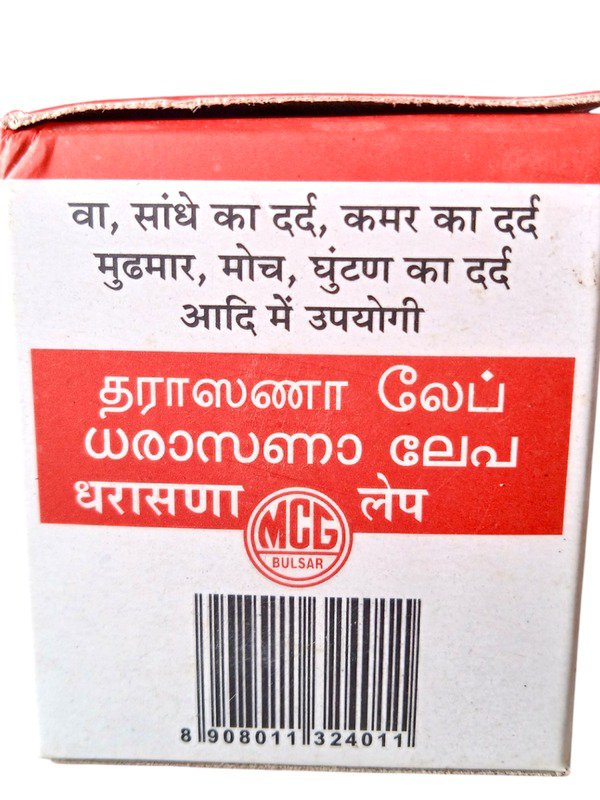 वा, सांधे का दर्द, कमर का दर्द
मुढमार, मोच, घुंटण का दर्द
आदि में उपयोगी
தராஸணா லேப்
ധരാസണാ ലേപ
धरासणा लेप
MCG
BULSAR
8 908011 324011